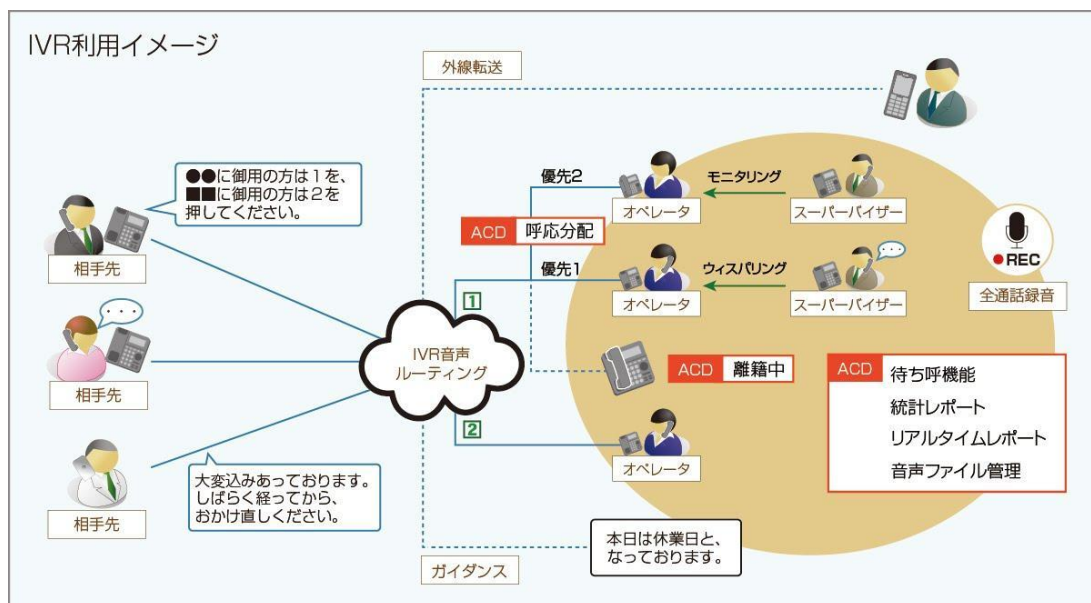 IVR利用イメージ
外線転送
●●に御用の方は1を、
■■に御用の方は2を
押してください。
相手先
相手先
相手先
大変込みあっております。
しばらく経ってから、
おかけ直しください。
IVR音声
ルーティング
1
2
優先2
ACD 呼応分配
優先1
オペレータ
モニタリング
スーパーバイザー
オペレータ
ウィスパリング
スーパーバイザー
REC
全通話録音
ACD 離籍中
オペレータ
ACD 待ち呼機能
統計レポート
リアルタイムレポート
音声ファイル管理
本日は休業日と、
なっております。
ガイダンス